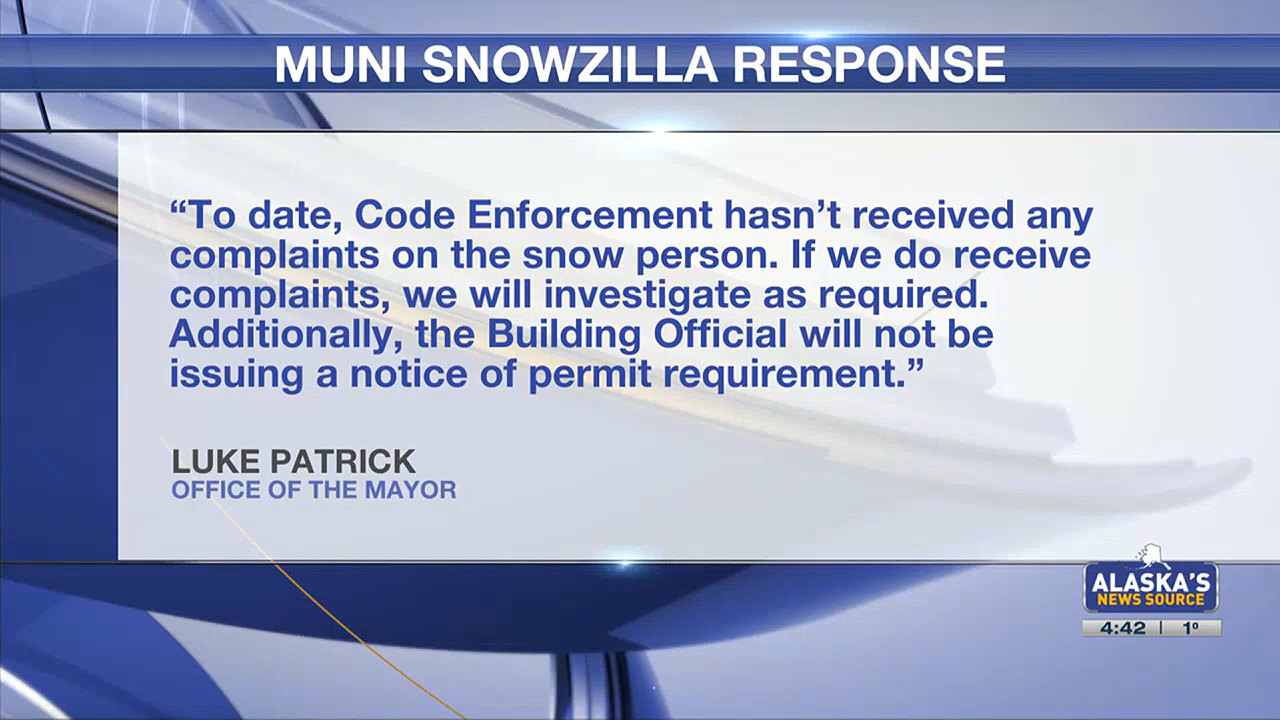 MUNI SNOWZILLA RESPONSE
“To date, Code Enforcement hasn’t received any
complaints on the snow person. If we do receive
complaints, we will investigate as required.
Additionally, the Building Official will not be
issuing a notice of permit requirement.”
LUKE PATRICK
OFFICE OF THE MAYOR
ALASKA'S
NEWS SOURCE
4:42 | 1°